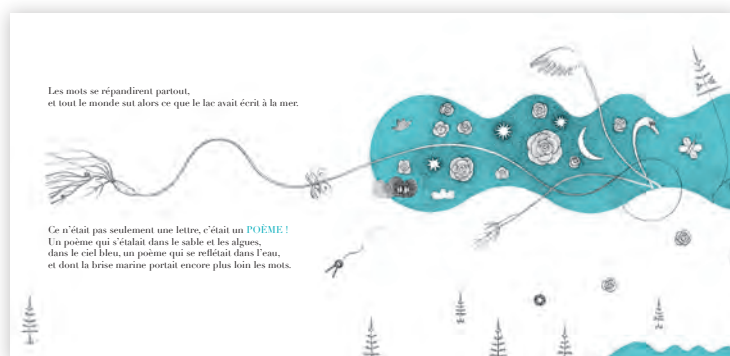 Les mots se répandirent partout,
et tout le monde sut alors ce que le lac avait écrit à la mer.
Ce n’était pas seulement une lettre, c’était un POÈME !
Un poème qui s’étalait dans le sable et les algues,
dans le ciel bleu, un poème qui se reflétait dans l’eau,
et dont la brise marine portait encore plus loin les mots.